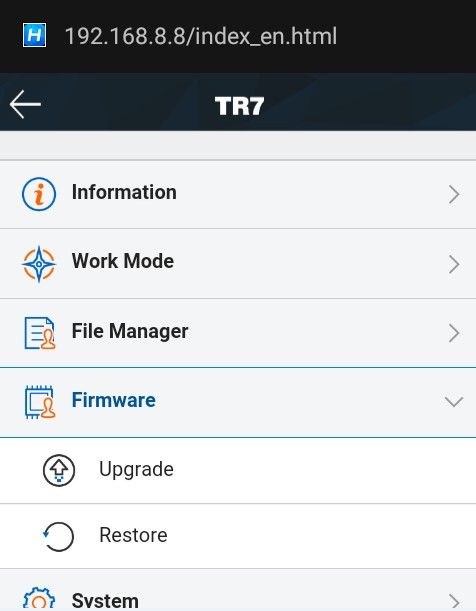 H 192.168.8.8/index_en.html
TR7
Information
Work Mode
File Manager
Firmware
Upgrade
Restore
System